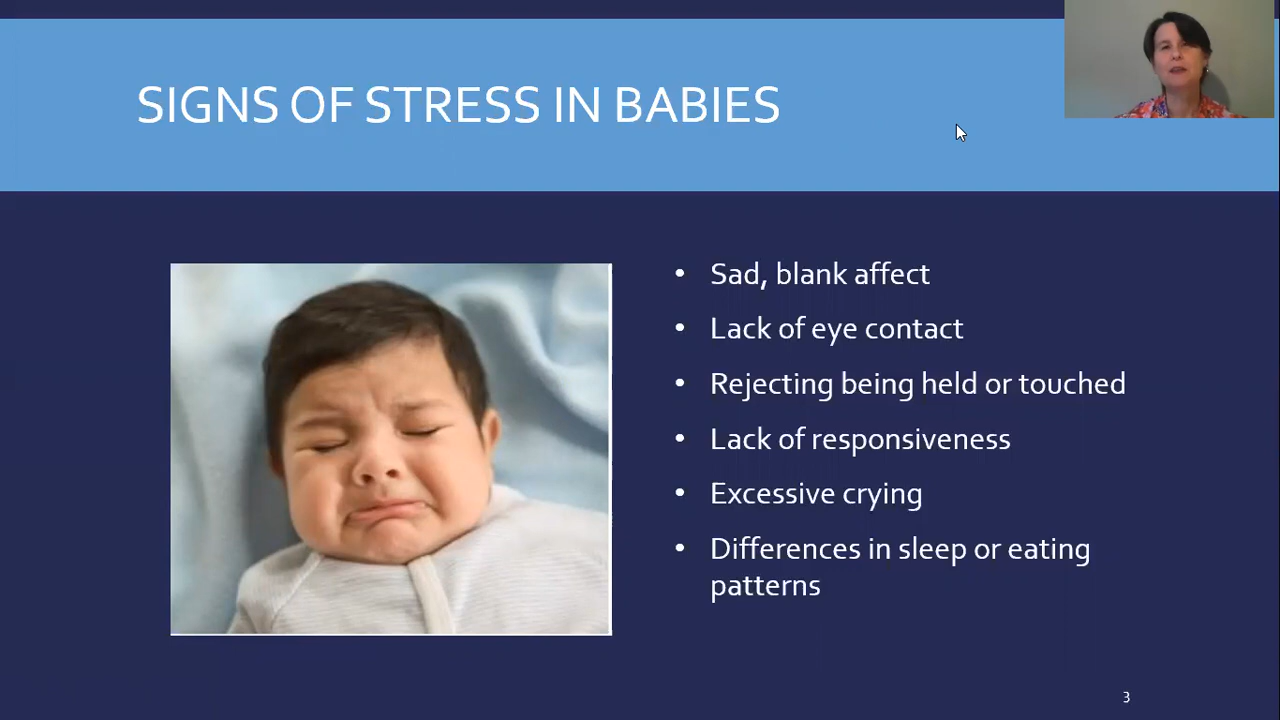 SIGNS OF STRESS IN BABIES
• Sad, blank affect
• Lack of eye contact
• Rejecting being held or touched
• Lack of responsiveness
• Excessive crying
• Differences in sleep or eating
patterns
3